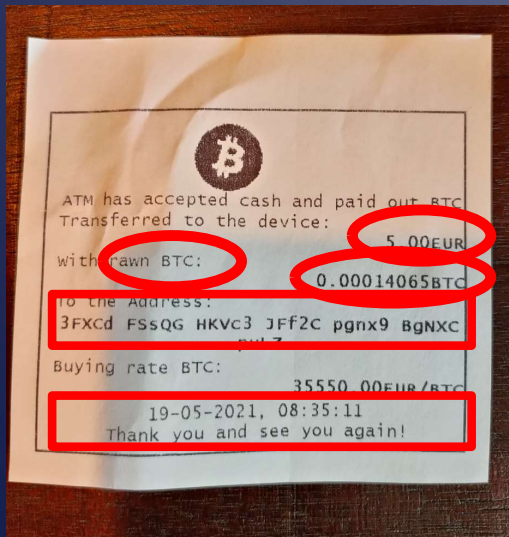 ATM has accepted cash and paid out BTC
Transferred to the device:
5.00EUR
Withdrawn BTC:
0.00014065BTC
To the Address:
3FXCd FSsQG HKVc3 JFf2C pgnx9 BgNXC
Buying rate BTC:
35550.00EUR/BTC
19-05-2021, 08:35:11
Thank you and see you again!